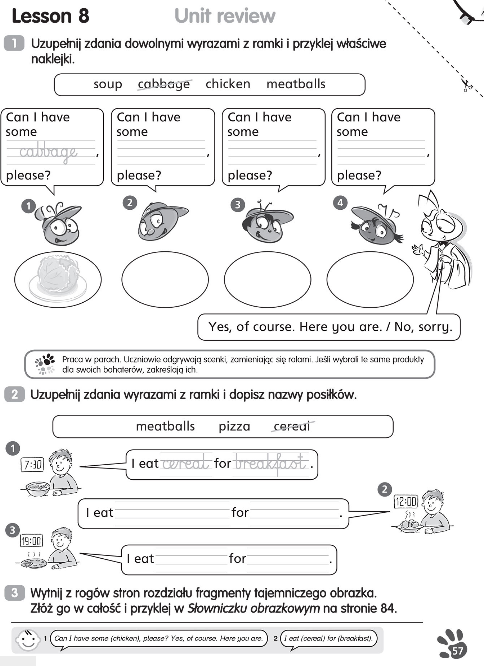 Lesson 8 Unit review
1 Uzupełnij zdania dowolnymi wyrazami z ramki i przyklej właściwe
naklejki.
soup cabbage chicken meatballs
Can I have
some
cabbage,
please?
Can I have
some
,
please?
Can I have
some
,
please?
Can I have
some
,
please?
1
2
3
4
Yes, of course. Here you are. / No, sorry.
Praca w parach. Uczniowie odgrywają scenki, zamieniając się rolami. Jeśli wybrali te same produkty
dla swoich bohaterów, zakreślają ich.
2 Uzupełnij zdania wyrazami z ramki i dopisz nazwy posiłków.
meatballs pizza cereal
1
7:30
I eat cereal for breakfast.
2
12:00
I eat for .
3
19:00
I eat for .
3 Wytnij z rogów stron rozdziału fragmenty tajemniczego obrazka.
Złóż go w całość i przyklej w Słowniczku obrazkowym na stronie 84.
1 Can I have some (chicken), please? Yes, of course. Here you are. 2 I eat (cereal) for (breakfast).
57